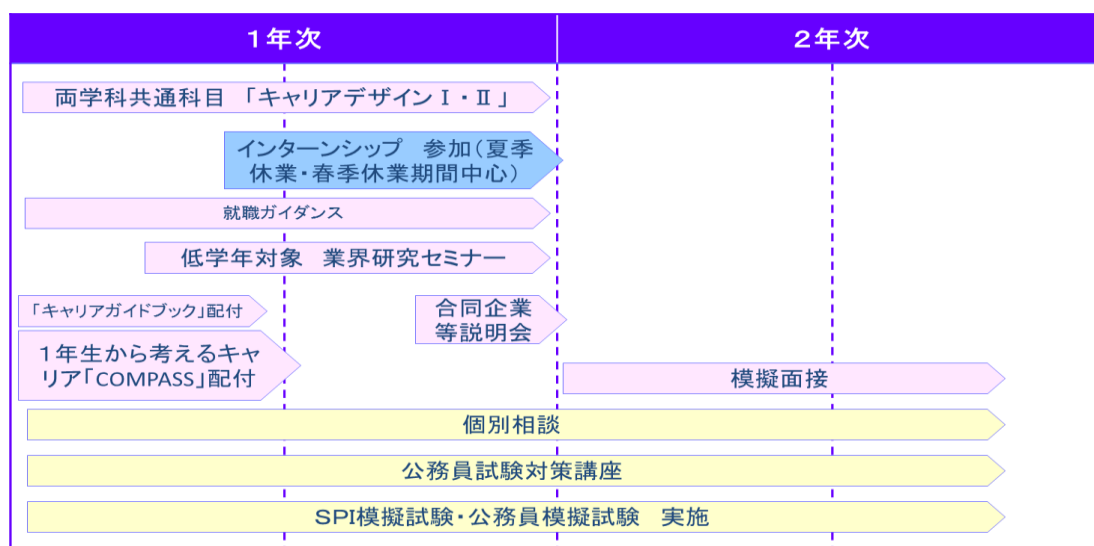 １年次
２年次
両学科共通科目　「キャリアデザインⅠ・Ⅱ」
インターンシップ　参加（夏季
休業・春季休業期間中心）
就職ガイダンス
低学年対象　業界研究セミナー
「キャリアガイドブック」配付
合同企業
等説明会
１年生から考えるキャ
リア「COMPASS」配付
模擬面接
個別相談
公務員試験対策講座
SPI模擬試験・公務員模擬試験　実施